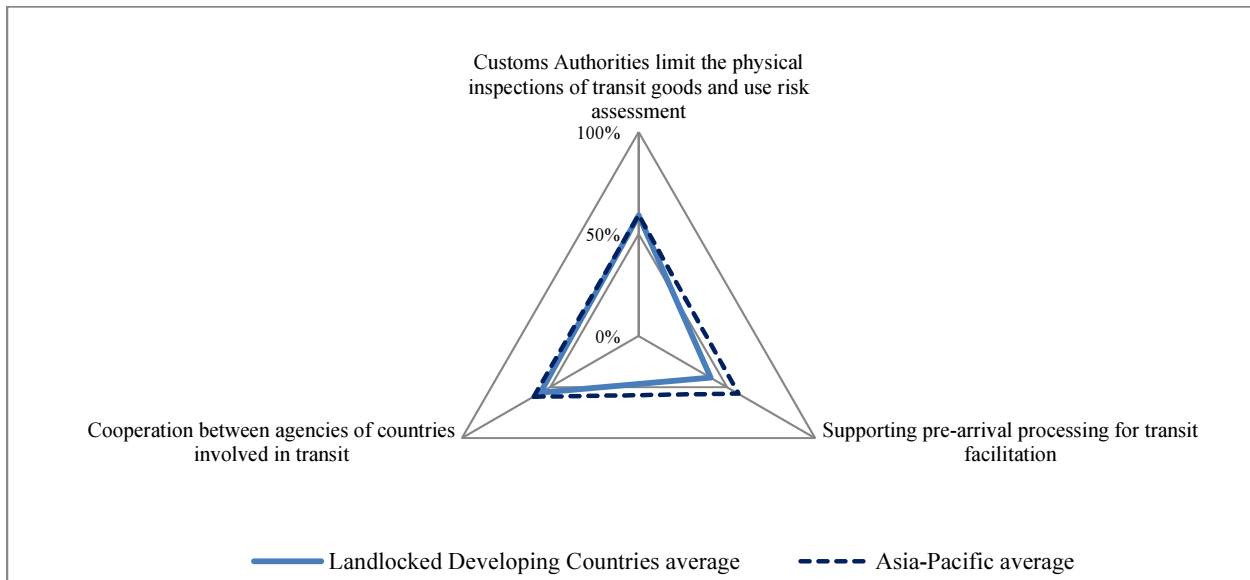 Customs Authorities limit the physical
inspections of transit goods and use risk
assessment
100%
50%
0%
Cooperation between agencies of countries
involved in transit
Supporting pre-arrival processing for transit
facilitation
Landlocked Developing Countries average
Asia-Pacific average